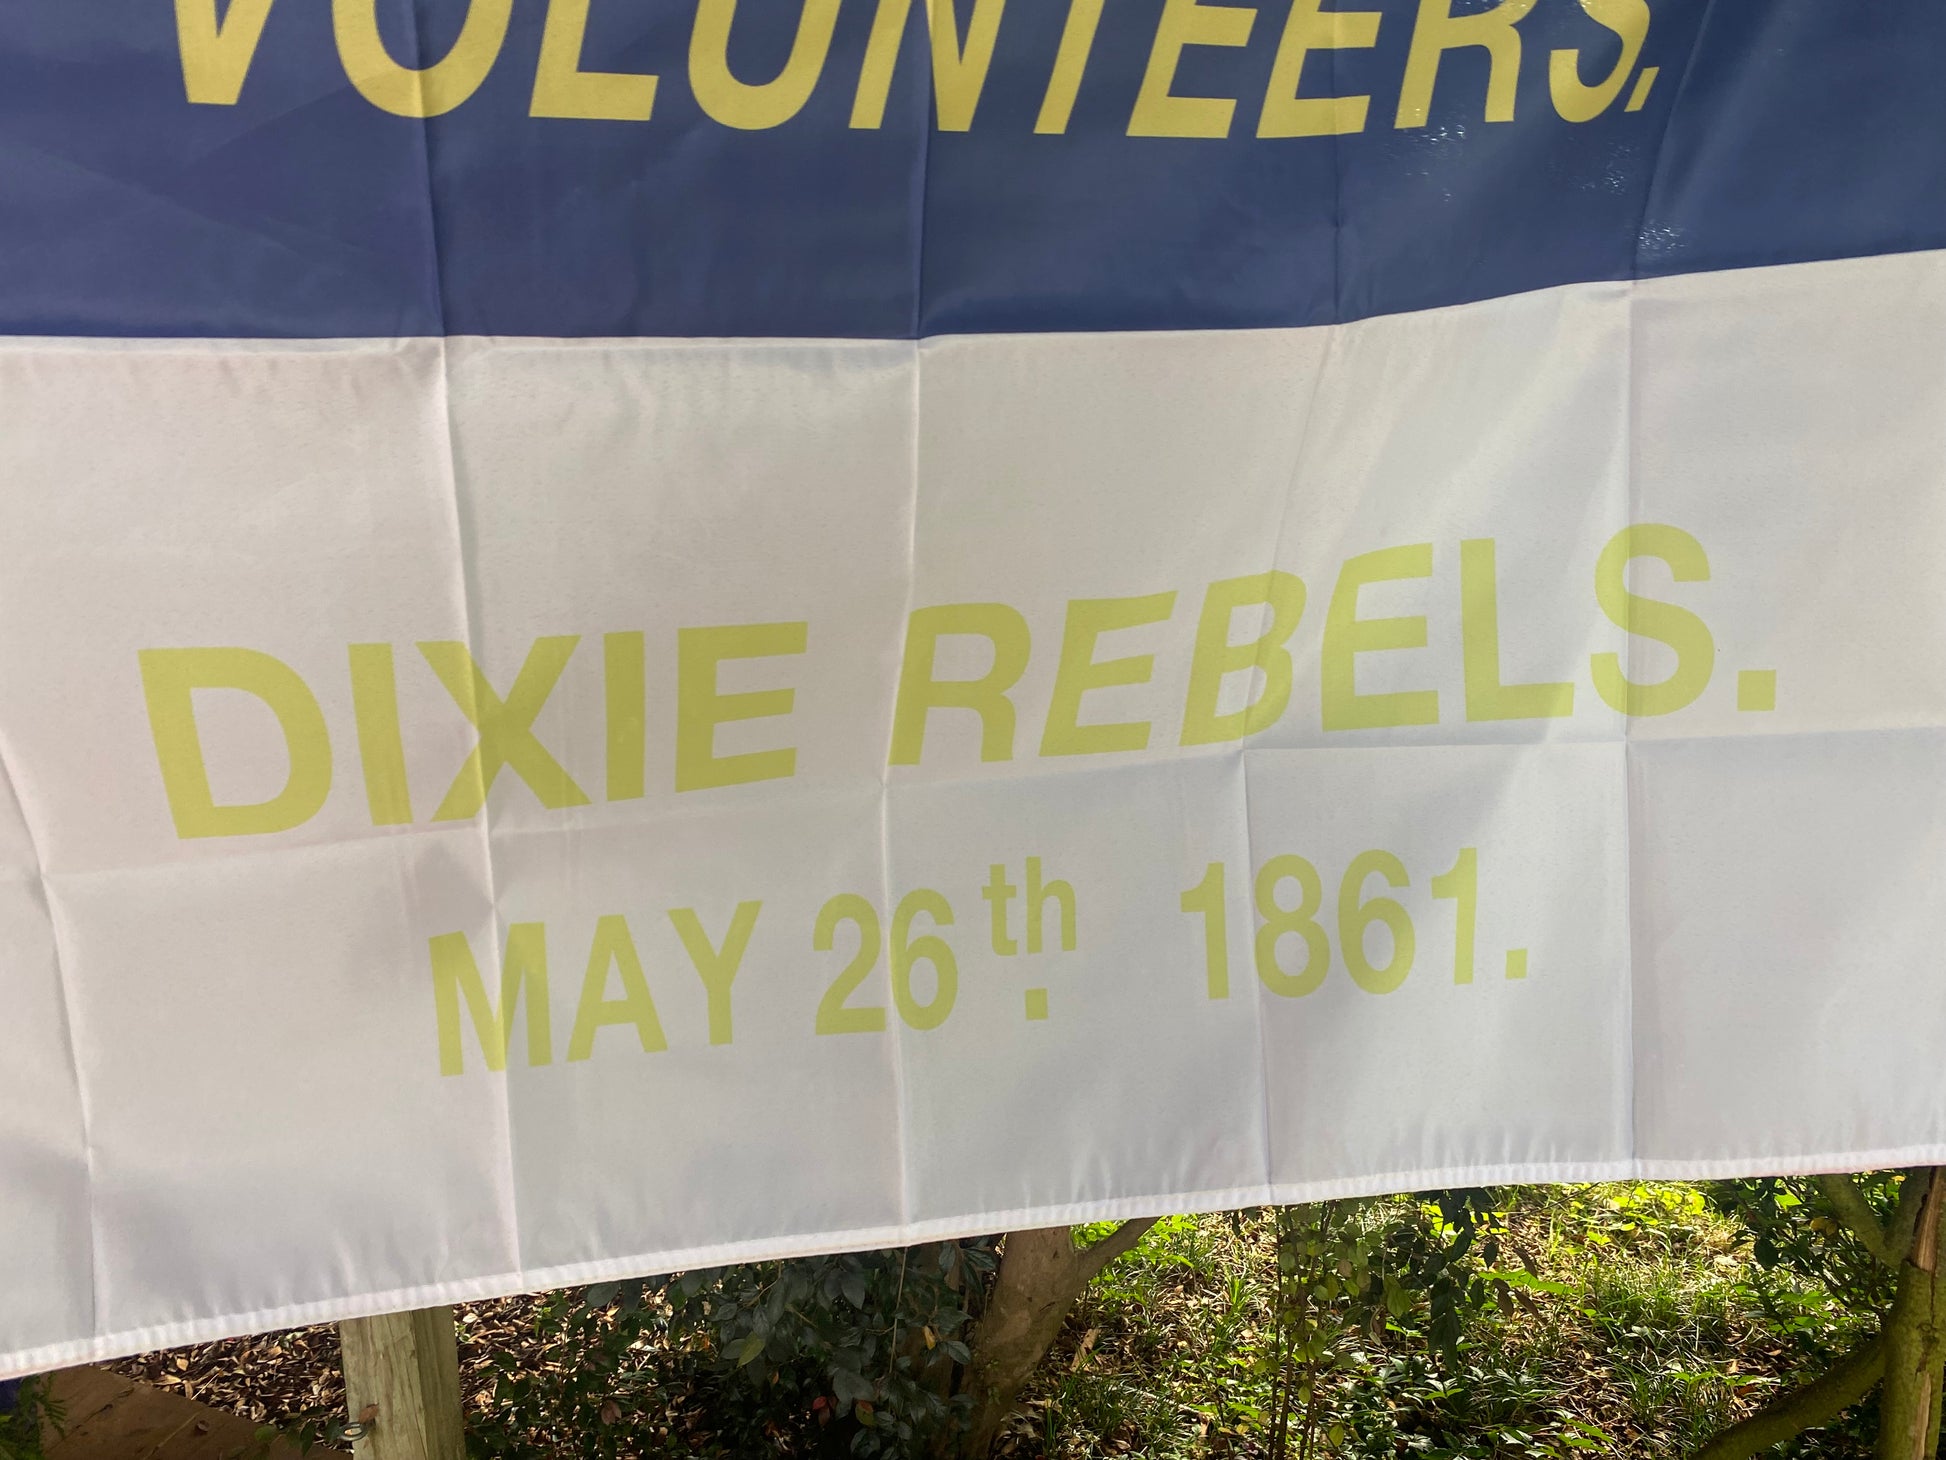 VOLUNTEERS,
DIXIE REBELS.
MAY 26th. 1861.